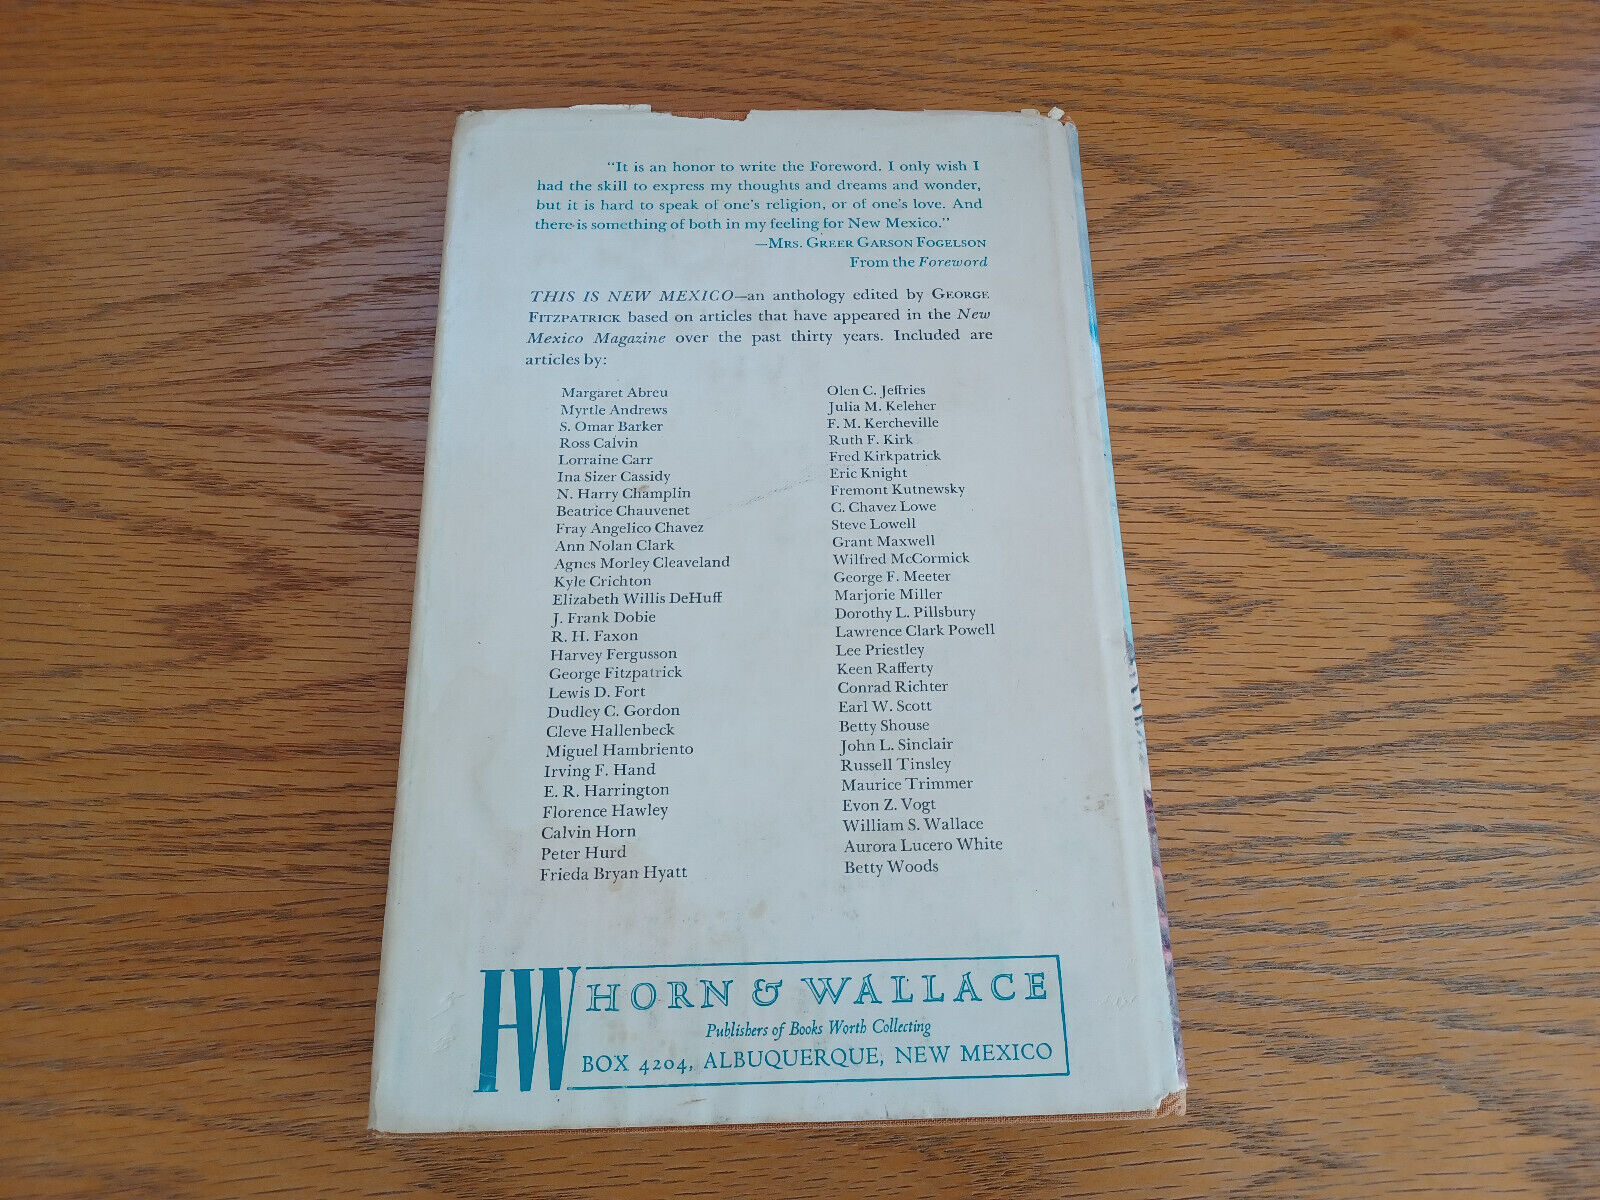 "It is an honor to write the Foreword. I only wish I
had the skill to express my thoughts and dreams and wonder,
but it is hard to speak of one's religion, or of one's love. And
there is something of both in my feeling for New Mexico."
—Mrs. Greer Garson Fogelson
From the Foreword
THIS IS NEW MEXICO—an anthology edited by George
Fitzpatrick based on articles that have appeared in the New
Mexico Magazine over the past thirty years. Included are
articles by:
Margaret Abreu
Myrtle Andrews
S. Omar Barker
Ross Calvin
Lorraine Carr
Ina Sizer Cassidy
N. Harry Champlin
Beatrice Chauvenet
Fray Angelico Chavez
Ann Nolan Clark
Agnes Morley Cleaveland
Kyle Crichton
Elizabeth Willis DeHuff
J. Frank Dobie
R. H. Faxon
Harvey Fergusson
George Fitzpatrick
Lewis D. Fort
Dudley C. Gordon
Cleve Hallenbeck
Miguel Hambriento
Irving F. Hand
E. R. Harrington
Florence Hawley
Calvin Horn
Peter Hurd
Frieda Bryan Hyatt
Olen C. Jeffries
Julia M. Keleher
F. M. Kercheville
Ruth F. Kirk
Fred Kirkpatrick
Eric Knight
Fremont Kutnewsky
C. Chavez Lowe
Steve Lowell
Grant Maxwell
Wilfred McCormick
George F. Meeter
Marjorie Miller
Dorothy L. Pillsbury
Lawrence Clark Powell
Lee Priestley
Keen Rafferty
Conrad Richter
Earl W. Scott
Betty Shouse
John L. Sinclair
Russell Tinsley
Maurice Trimmer
Evon Z. Vogt
William S. Wallace
Aurora Lucero White
Betty Woods
HW
HORN & WALLACE
Publishers of Books Worth Collecting
BOX 4204, ALBUQUERQUE, NEW MEXICO